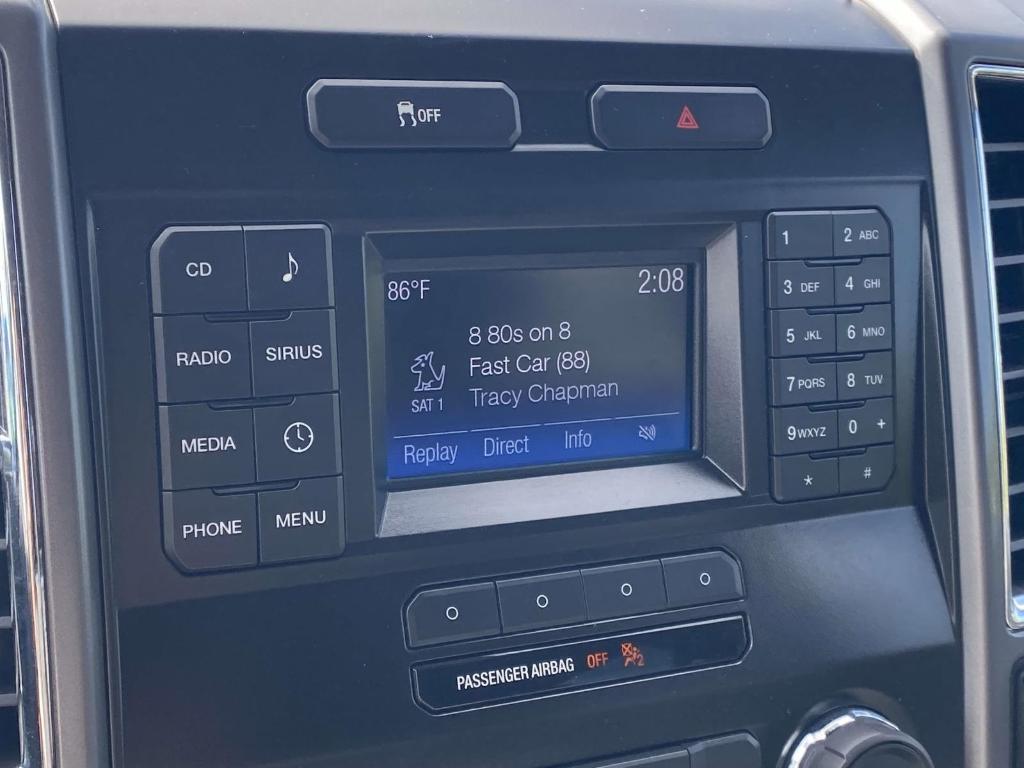 OFF
86°F 2:08
8 80s on 8
Fast Car (88)
Tracy Chapman
SAT 1
Replay Direct Info
CD
RADIO SIRIUS
MEDIA
PHONE MENU
1 2 ABC
3 DEF 4 GHI
5 JKL 6 MNO
7 PQRS 8 TUV
9 WXYZ 0 +
* #
PASSENGER AIRBAG OFF 2